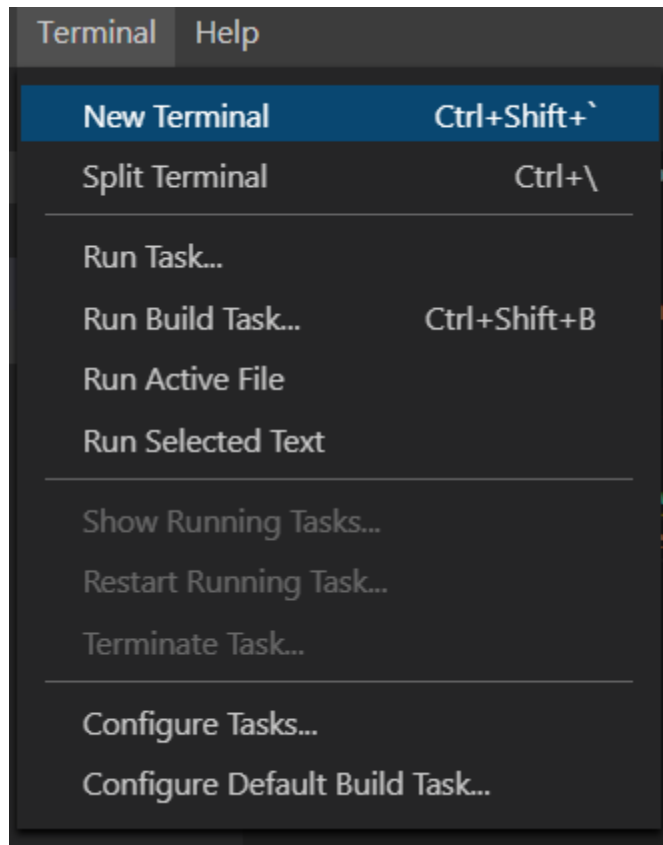 Terminal Help
New Terminal Ctrl+Shift+`
Split Terminal Ctrl+\
Run Task...
Run Build Task... Ctrl+Shift+B
Run Active File
Run Selected Text
Show Running Tasks...
Restart Running Task...
Terminate Task...
Configure Tasks...
Configure Default Build Task...